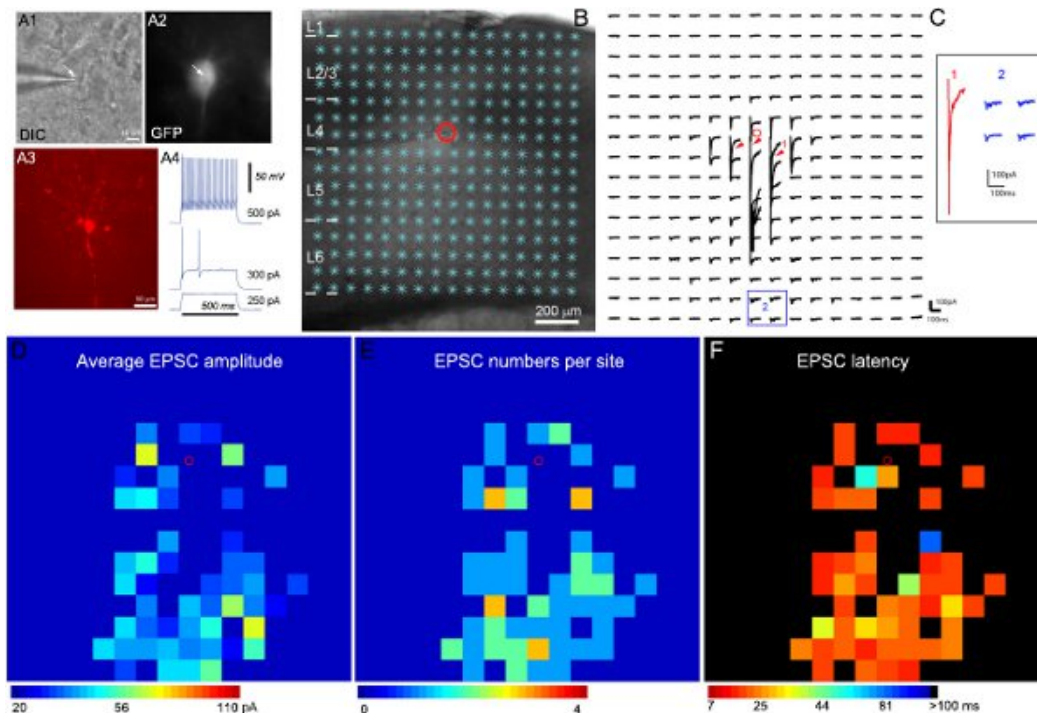 A1
DIC
A2
GFP
A3
A4
50 mV
500 pA
300 pA
250 pA
500 ms
B
L1
L2/3
L4
L5
L6
200 µm
0
1
2
100pA
100ms
C
1
2
100pA
100ms
D
Average EPSC amplitude
20 56 110 pA
E
EPSC numbers per site
0 4
F
EPSC latency
7 25 44 81 >100 ms